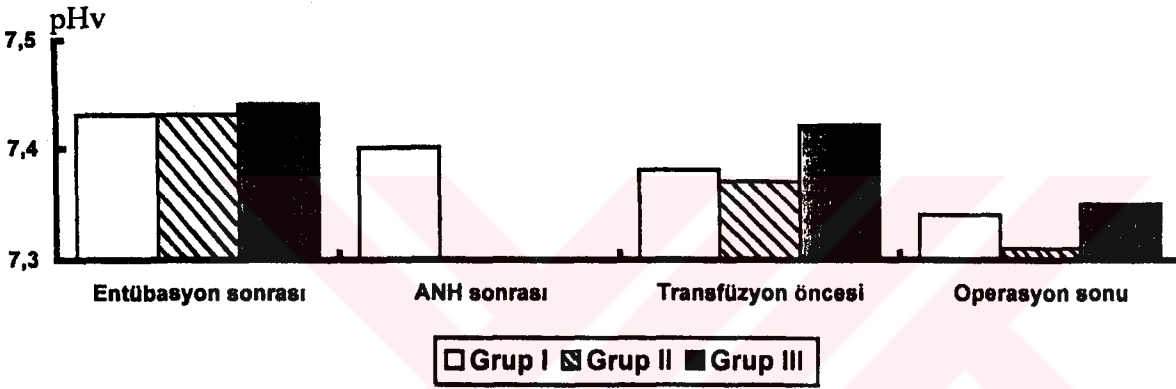 pHv
7,5
7,4
7,3
Entübasyon sonrası ANH sonrası Transfüzyon öncesi Operasyon sonu
Grup I Grup II Grup III